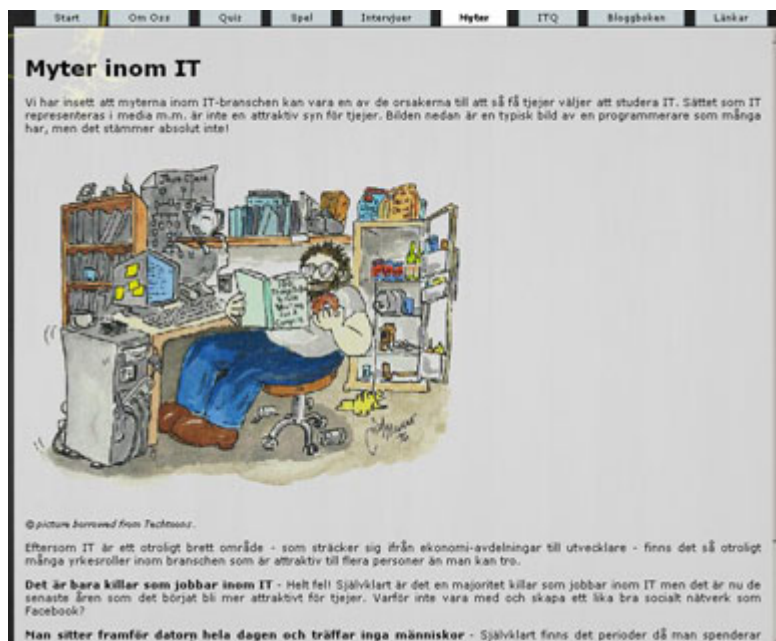 Start Om Oss Quiz Spel Intervjuer Myter ITQ Bloggboken Länkar
Myter inom IT
Vi har insett att myterna inom IT-branschen kan vara en av de orsakerna till att så få tjejer väljer att studera IT. Sättet som IT
representeras i media m.m. är inte en attraktiv syn för tjejer. Bilden nedan är en typisk bild av en programmerare som många
har, men det stämmer absolut inte!
© picture borrowed from Techtoons.
Eftersom IT är ett otroligt brett område - som sträcker sig ifrån ekonomi-avdelningar till utvecklare - finns det så otroligt
många yrkesroller inom branschen som är attraktiv till flera personer än man kan tro.
Det är bara killar som jobbar inom IT - Helt fel! Självklart är det en majoritet killar som jobbar inom IT men det är nu de
senaste åren som det börjat bli mer attraktivt för tjejer. Varför inte vara med och skapa ett lika bra socialt nätverk som
Facebook?
Man sitter framför datorn hela dagen och träffar inga människor - Självklart finns det perioder då man spenderar